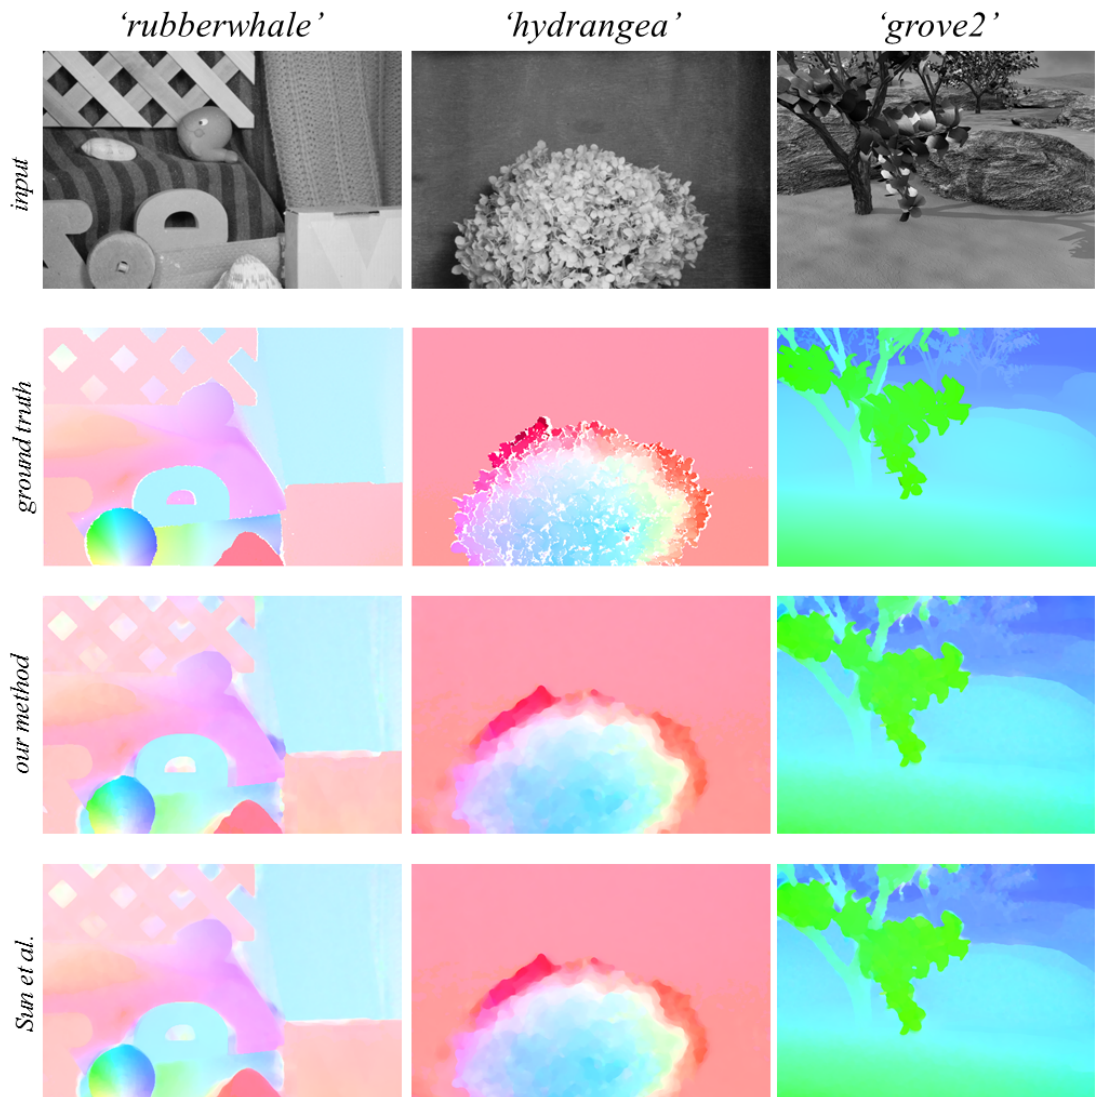 ‘rubberwhale’
‘hydrangea’
‘grove2’
input
ground truth
our method
Sun et al.